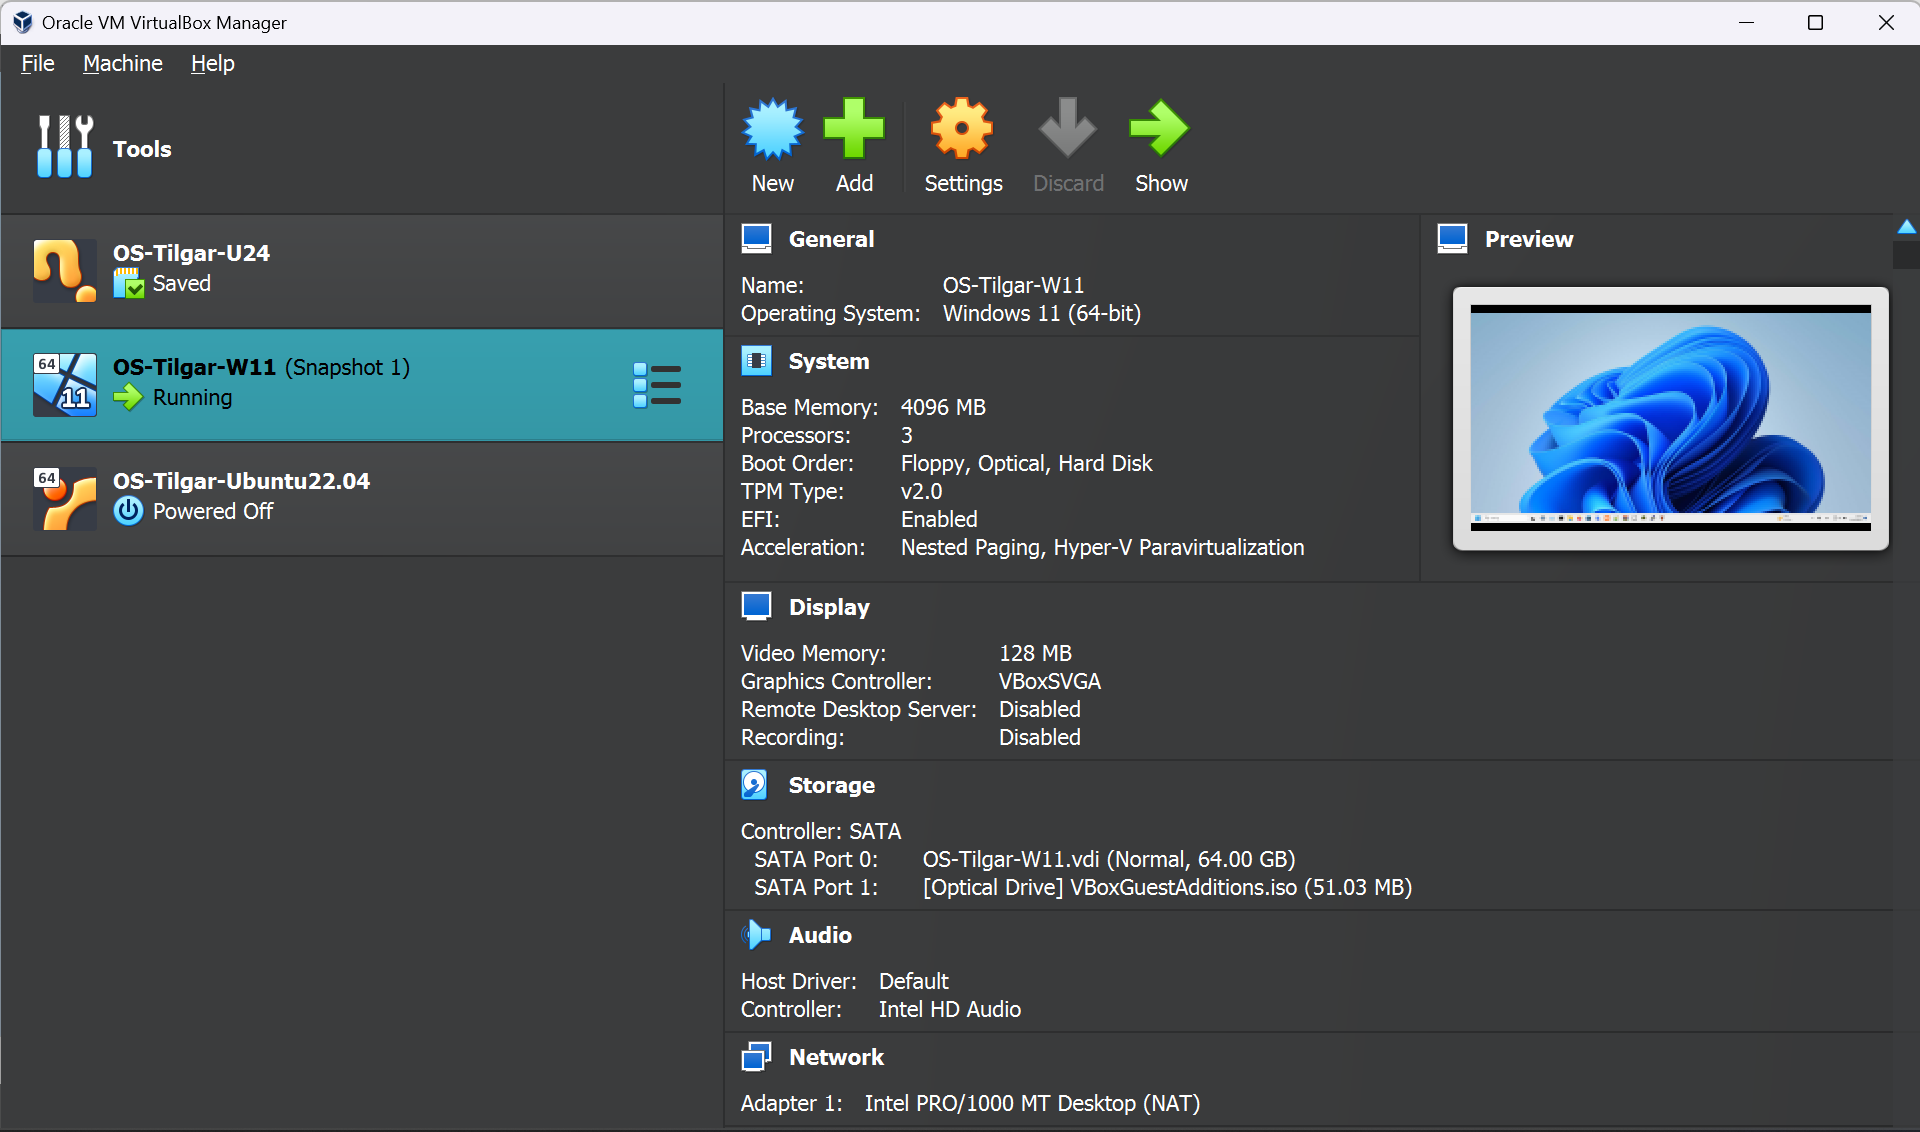 Oracle VM VirtualBox Manager
File Machine Help
Tools
New Add Settings Discard Show
OS-Tilgar-U24
Saved
64
11
OS-Tilgar-W11 (Snapshot 1)
Running
64
OS-Tilgar-Ubuntu22.04
Powered Off
General
Name: OS-Tilgar-W11
Operating System: Windows 11 (64-bit)
Preview
System
Base Memory: 4096 MB
Processors: 3
Boot Order: Floppy, Optical, Hard Disk
TPM Type: v2.0
EFI: Enabled
Acceleration: Nested Paging, Hyper-V Paravirtualization
Display
Video Memory: 128 MB
Graphics Controller: VBoxSVGA
Remote Desktop Server: Disabled
Recording: Disabled
Storage
Controller: SATA
SATA Port 0: OS-Tilgar-W11.vdi (Normal, 64.00 GB)
SATA Port 1: [Optical Drive] VBoxGuestAdditions.iso (51.03 MB)
Audio
Host Driver: Default
Controller: Intel HD Audio
Network
Adapter 1: Intel PRO/1000 MT Desktop (NAT)